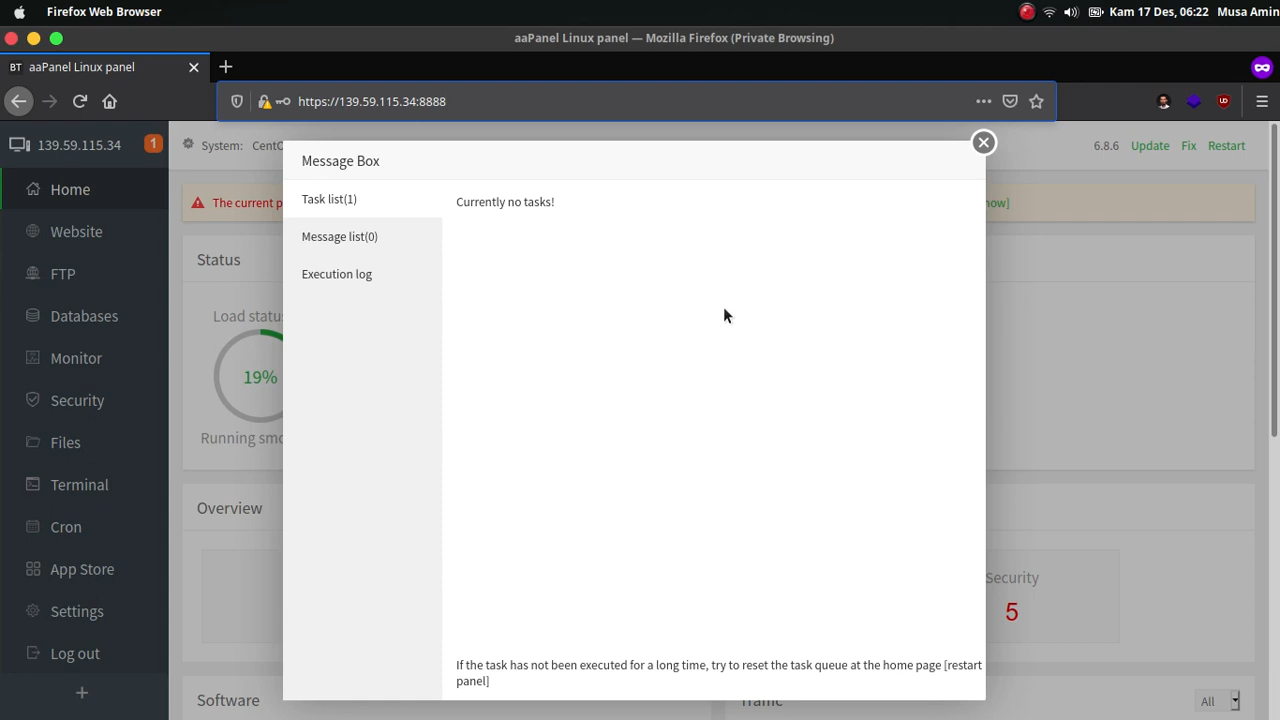 Firefox Web Browser
Kam 17 Des, 06:22
Musa Amin
aaPanel Linux panel — Mozilla Firefox (Private Browsing)
BT aaPanel Linux panel
https://139.59.115.34:8888
139.59.115.34
1
System:
6.8.6 Update Fix Restart
Message Box
Home
Website
FTP
Databases
Monitor
Security
Files
Terminal
Cron
App Store
Settings
Log out
The current
Status
Load
19%
Running
Overview
Software
Task list(1)
Message list(0)
Execution log
Currently no tasks!
If the task has not been executed for a long time, try to reset the task queue at the home page [restart
panel]
now]
Security
5
Traffic
All